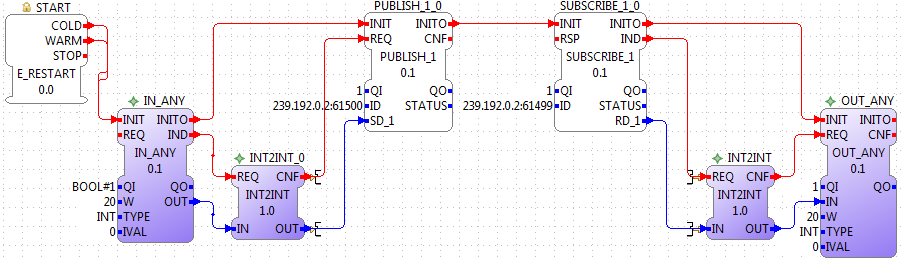 START
COLD
WARM
STOP
E_RESTART
0.0
IN_ANY
INIT INITO
REQ IND
IN_ANY
0.1
BOOL#1 QI QO
20 W OUT
INT TYPE
0 IVAL
INT2INT_0
REQ CNF
INT2INT
1.0
IN OUT
PUBLISH_1_0
INIT INITO
REQ CNF
PUBLISH_1
0.1
1 QI QO
239.192.0.2:61500 ID STATUS
SD_1
SUBSCRIBE_1_0
INIT INITO
RSP IND
SUBSCRIBE_1
0.1
1 QI QO
239.192.0.2:61499 ID STATUS
RD_1
INT2INT
REQ CNF
INT2INT
1.0
IN OUT
OUT_ANY
INIT INITO
REQ CNF
OUT_ANY
0.1
1 QI QO
IN
20 W
INT TYPE
0 IVAL